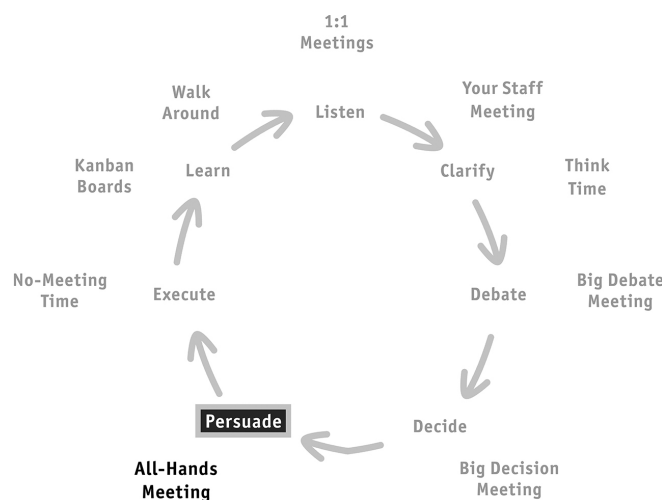 1:1
Meetings
Walk
Around
Listen
Your Staff
Meeting
Kanban
Boards
Learn
Clarify
Think
Time
No-Meeting
Time
Execute
Debate
Big Debate
Meeting
Persuade
Decide
All-Hands
Meeting
Big Decision
Meeting